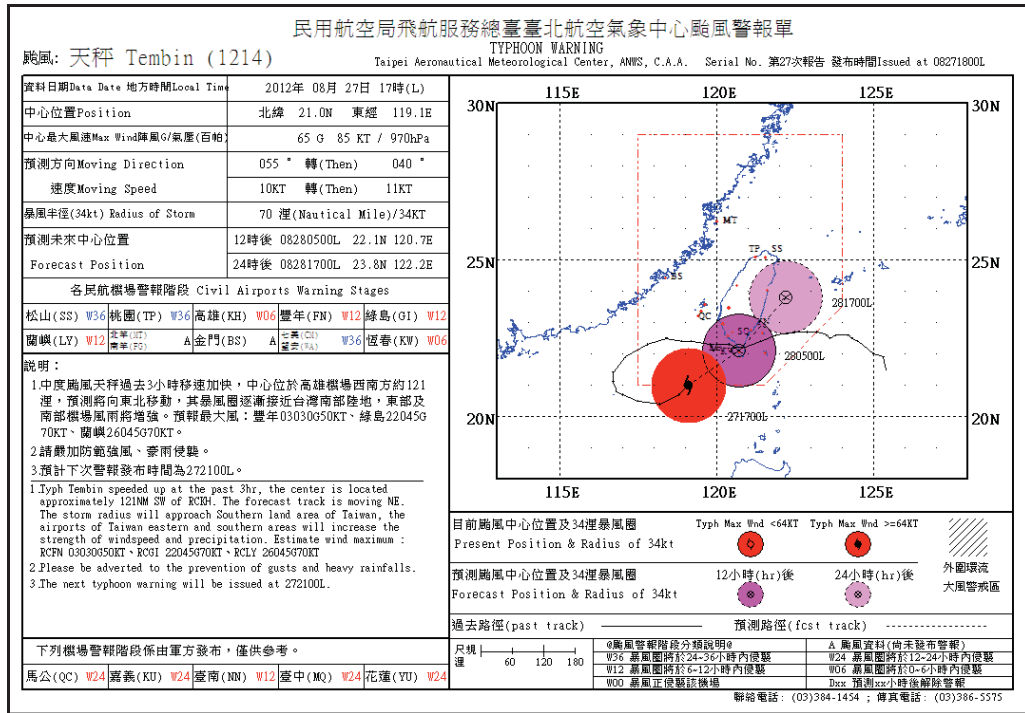 民用航空局飛航服務總臺臺北航空氣象中心颱風警報單
颱風: 天秤 Tembin (1214)
TYPHOON WARNING
Taipei Aeronautical Meteorological Center, ANWS, C.A.A. Serial No. 第27次報告 發布時間Issued at 08271800L
資料日期Data Date 地方時間Local Time 2012年 08月 27日 17時(L)
中心位置Position 北緯 21.0N 東經 119.1E
中心最大風速Max Wind陣風G/氣壓(百帕) 65 G 85 KT / 970hPa
預測方向Moving Direction 055 ° 轉(Then) 040 °
速度Moving Speed 10KT 轉(Then) 11KT
暴風半徑(34kt) Radius of Storm 70 浬(Nautical Mile)/34KT
預測未來中心位置 12時後 08280500L 22.1N 120.7E
Forecast Position 24時後 08281700L 23.8N 122.2E
各民航機場警報階段 Civil Airports Warning Stages
松山(SS) W36 桃園(TP) W36 高雄(KH) W06 豐年(FN) W12 綠島(GI) W12
蘭嶼(LY) W12 北竿(MT) 南竿(FG) A 金門(BS) A 七美(CM) 望安(WA) W36 恆春(KW) W06
說明：
1.中度颱風天秤過去3小時移速加快，中心位於高雄機場西南方約121
浬，預測將向東北移動，其暴風圈逐漸接近台灣南部陸地，東部及
南部機場風雨將增強。預報最大風：豐年03030G50KT、綠島22045G
70KT、蘭嶼26045G70KT。
2.請嚴加防範強風、豪雨侵襲。
3.預計下次警報發布時間為272100L。
1.Typh Tembin speeded up at the past 3hr, the center is located
approximately 121NM SW of RCKH. The forecast track is moving NE.
The storm radius will approach Southern land area of Taiwan, the
airports of Taiwan eastern and southern areas will increase the
strength of windspeed and precipitation. Estimate wind maximum :
RCFN 03030G50KT、RCGI 22045G70KT、RCLY 26045G70KT
2.Please be adverted to the prevention of gusts and heavy rainfalls.
3.The next typhoon warning will be issued at 272100L.
下列機場警報階段係由軍方發布，僅供參考。
馬公(QC) W24 嘉義(KU) W24 臺南(NN) W12 臺中(MQ) W24 花蓮(YU) W24
115E 120E 125E
30N 30N
MT
TP SS
25N 25N
BS
QC
281700L
SQ
280500L
20N 20N
271700L
115E 120E 125E
目前颱風中心位置及34浬暴風圈 Typh Max Wnd <64KT Typh Max Wnd >=64KT
Present Position & Radius of 34kt
外圍環流
大風警戒區
預測颱風中心位置及34浬暴風圈 12小時(hr)後 24小時(hr)後
Forecast Position & Radius of 34kt
過去路徑(past track) 預測路徑(fcst track)
尺規
浬 60 120 180
@颱風警報階段分類說明@ A 颱風資料(尚未發布警報)
W36 暴風圈將於24-36小時內侵襲 W24 暴風圈將於12-24小時內侵襲
W12 暴風圈將於6-12小時內侵襲 W06 暴風圈將於0-6小時內侵襲
W00 暴風正侵襲該機場 Dxx 預測xx小時後解除警報
聯絡電話: (03)384-1454 ; 傳真電話: (03)386-5575